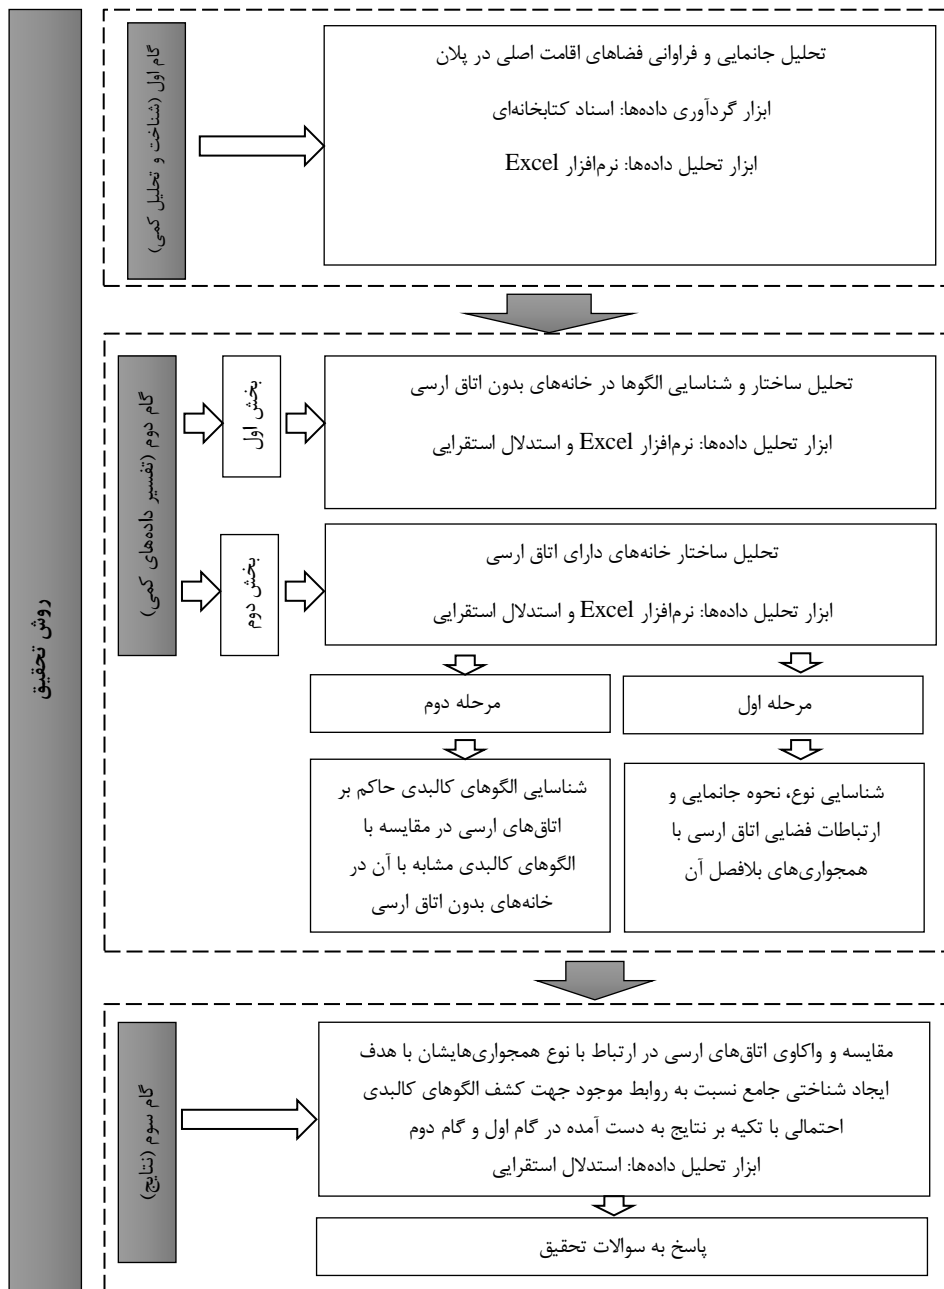 روش تحقیق
گام اول (شناخت و تحلیل کمی)
تحلیل جانمایی و فراوانی فضاهای اقامت اصلی در پلان
ابزار گردآوری داده‌ها: اسناد کتابخانه‌ای
ابزار تحلیل داده‌ها: نرم‌افزار Excel
گام دوم (تفسیر داده‌های کمی)
بخش اول
تحلیل ساختار و شناسایی الگوها در خانه‌های بدون اتاق ارسی
ابزار تحلیل داده‌ها: نرم‌افزار Excel و استدلال استقرایی
بخش دوم
تحلیل ساختار خانه‌های دارای اتاق ارسی
ابزار تحلیل داده‌ها: نرم‌افزار Excel و استدلال استقرایی
مرحله اول
شناسایی نوع، نحوه جانمایی و
ارتباطات فضایی اتاق ارسی با
همجواری‌های بلافصل آن
مرحله دوم
شناسایی الگوهای کالبدی حاکم بر
اتاق‌های ارسی در مقایسه با
الگوهای کالبدی مشابه با آن در
خانه‌های بدون اتاق ارسی
گام سوم (نتایج)
مقایسه و واکاوی اتاق‌های ارسی در ارتباط با نوع همجواری‌هایشان با هدف
ایجاد شناختی جامع نسبت به روابط موجود جهت کشف الگوهای کالبدی
احتمالی با تکیه بر نتایج به دست آمده در گام اول و گام دوم
ابزار تحلیل داده‌ها: استدلال استقرایی
پاسخ به سوالات تحقیق